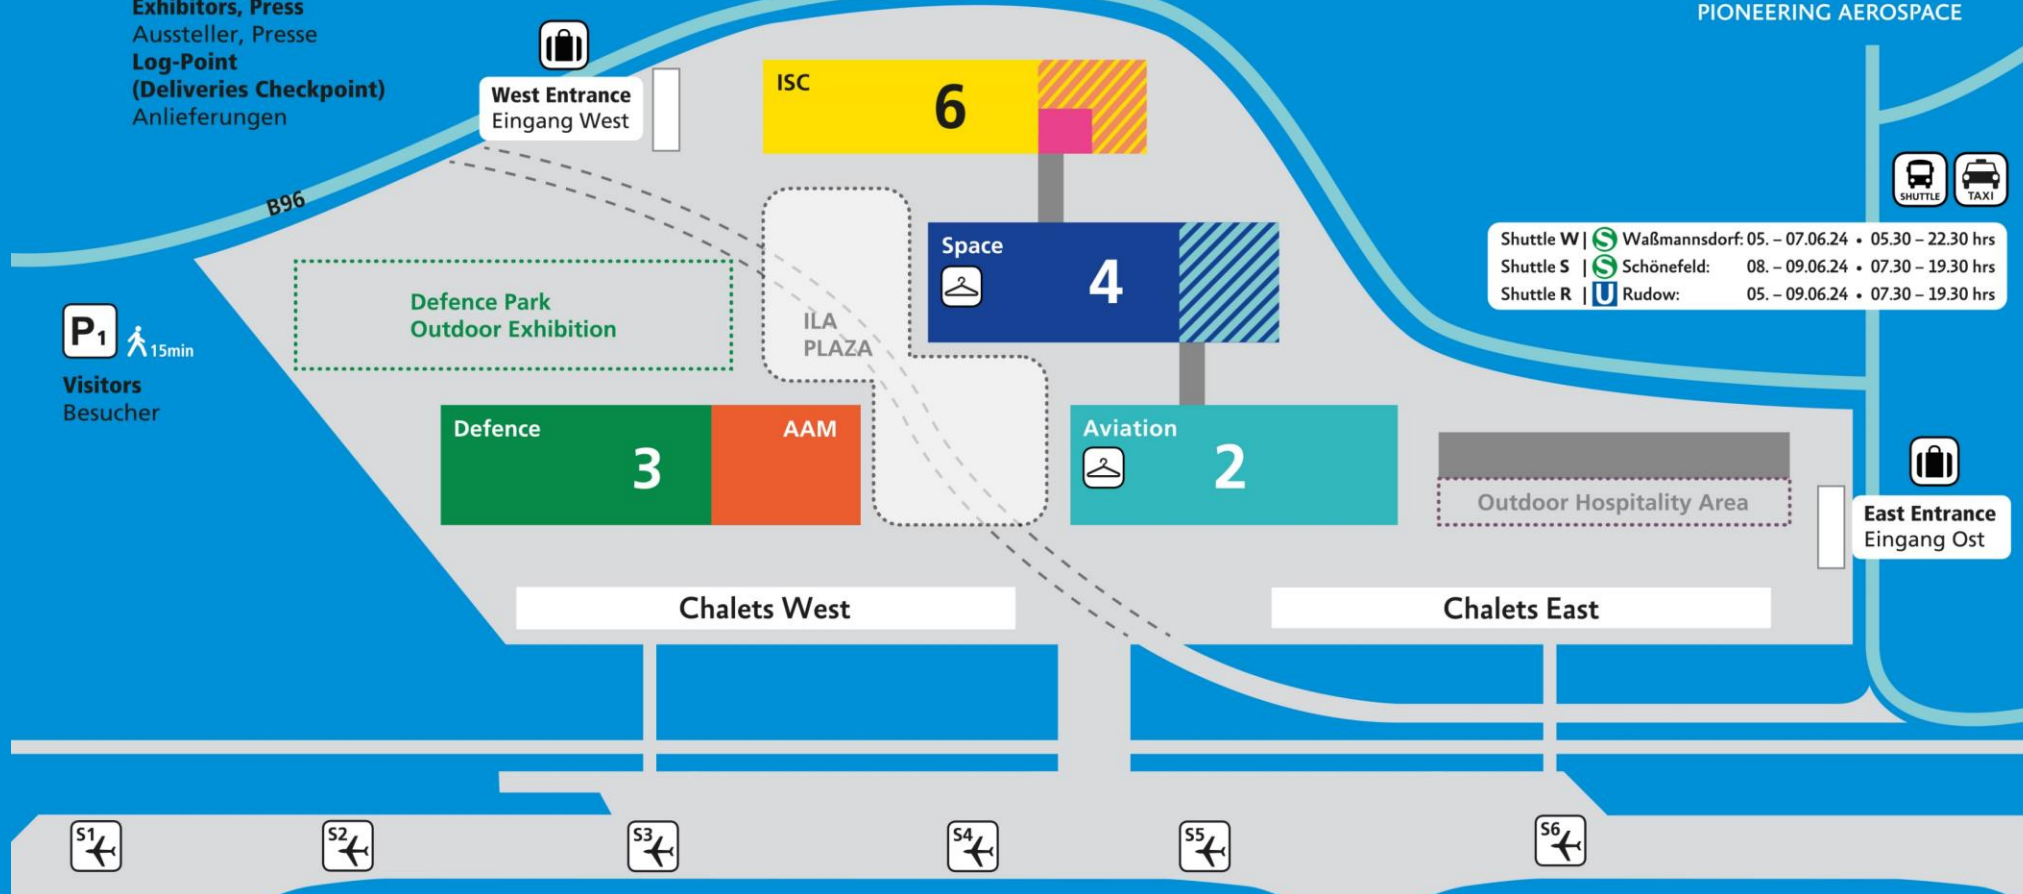 Exhibitors, Press
Aussteller, Presse
Log-Point
(Deliveries Checkpoint)
Anlieferungen
PIONEERING AEROSPACE
West Entrance
Eingang West
ISC
6
B96
SHUTTLE
TAXI
Space
4
Shuttle W | S Waßmannsdorf: 05. – 07.06.24 • 05.30 – 22.30 hrs
Shuttle S | S Schönefeld: 08. – 09.06.24 • 07.30 – 19.30 hrs
Shuttle R | U Rudow: 05. – 09.06.24 • 07.30 – 19.30 hrs
Defence Park
Outdoor Exhibition
ILA
PLAZA
P1
15min
Visitors
Besucher
Defence
3
AAM
Aviation
2
Outdoor Hospitality Area
East Entrance
Eingang Ost
Chalets West
Chalets East
S1
S2
S3
S4
S5
S6